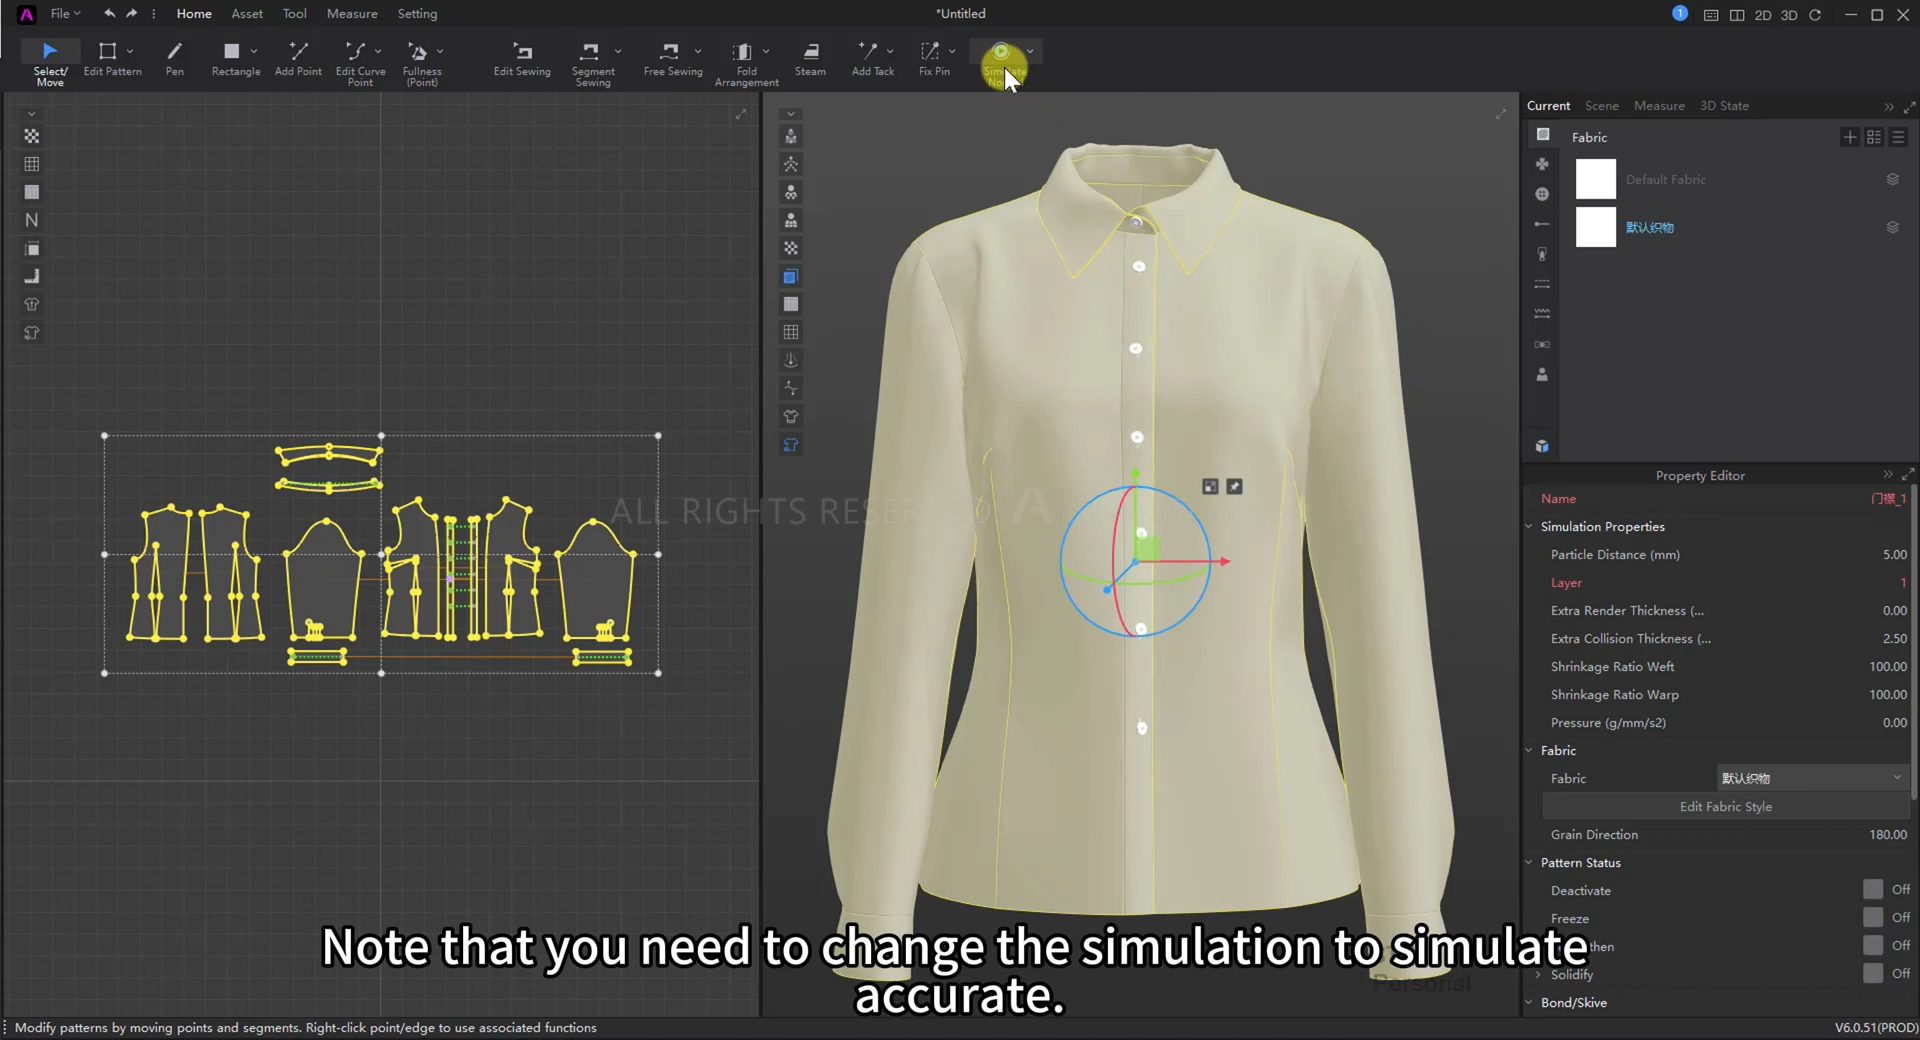 File
Home
Asset
Tool
Measure
Setting
*Untitled
1
2D
3D
Select/
Move
Edit Pattern
Pen
Rectangle
Add Point
Edit Curve
Point
Fullness
(Point)
Edit Sewing
Segment
Sewing
Free Sewing
Fold
Arrangement
Steam
Add Tack
Fix Pin
Simulate
Current
Scene
Measure
3D State
Fabric
Default Fabric
默认织物
ALL RIGHTS RESERVED
Property Editor
Name
门襟_1
Simulation Properties
Particle Distance (mm)
5.00
Layer
1
Extra Render Thickness (...
0.00
Extra Collision Thickness (...
2.50
Shrinkage Ratio Weft
100.00
Shrinkage Ratio Warp
100.00
Pressure (g/mm/s2)
0.00
Fabric
Fabric
默认织物
Edit Fabric Style
Grain Direction
180.00
Pattern Status
Deactivate
Off
Freeze
Off
Off
Solidify
Off
Bond/Skive
Personal
Note that you need to change the simulation to simulate
accurate.
Modify patterns by moving points and segments. Right-click point/edge to use associated functions
V6.0.51(PROD)